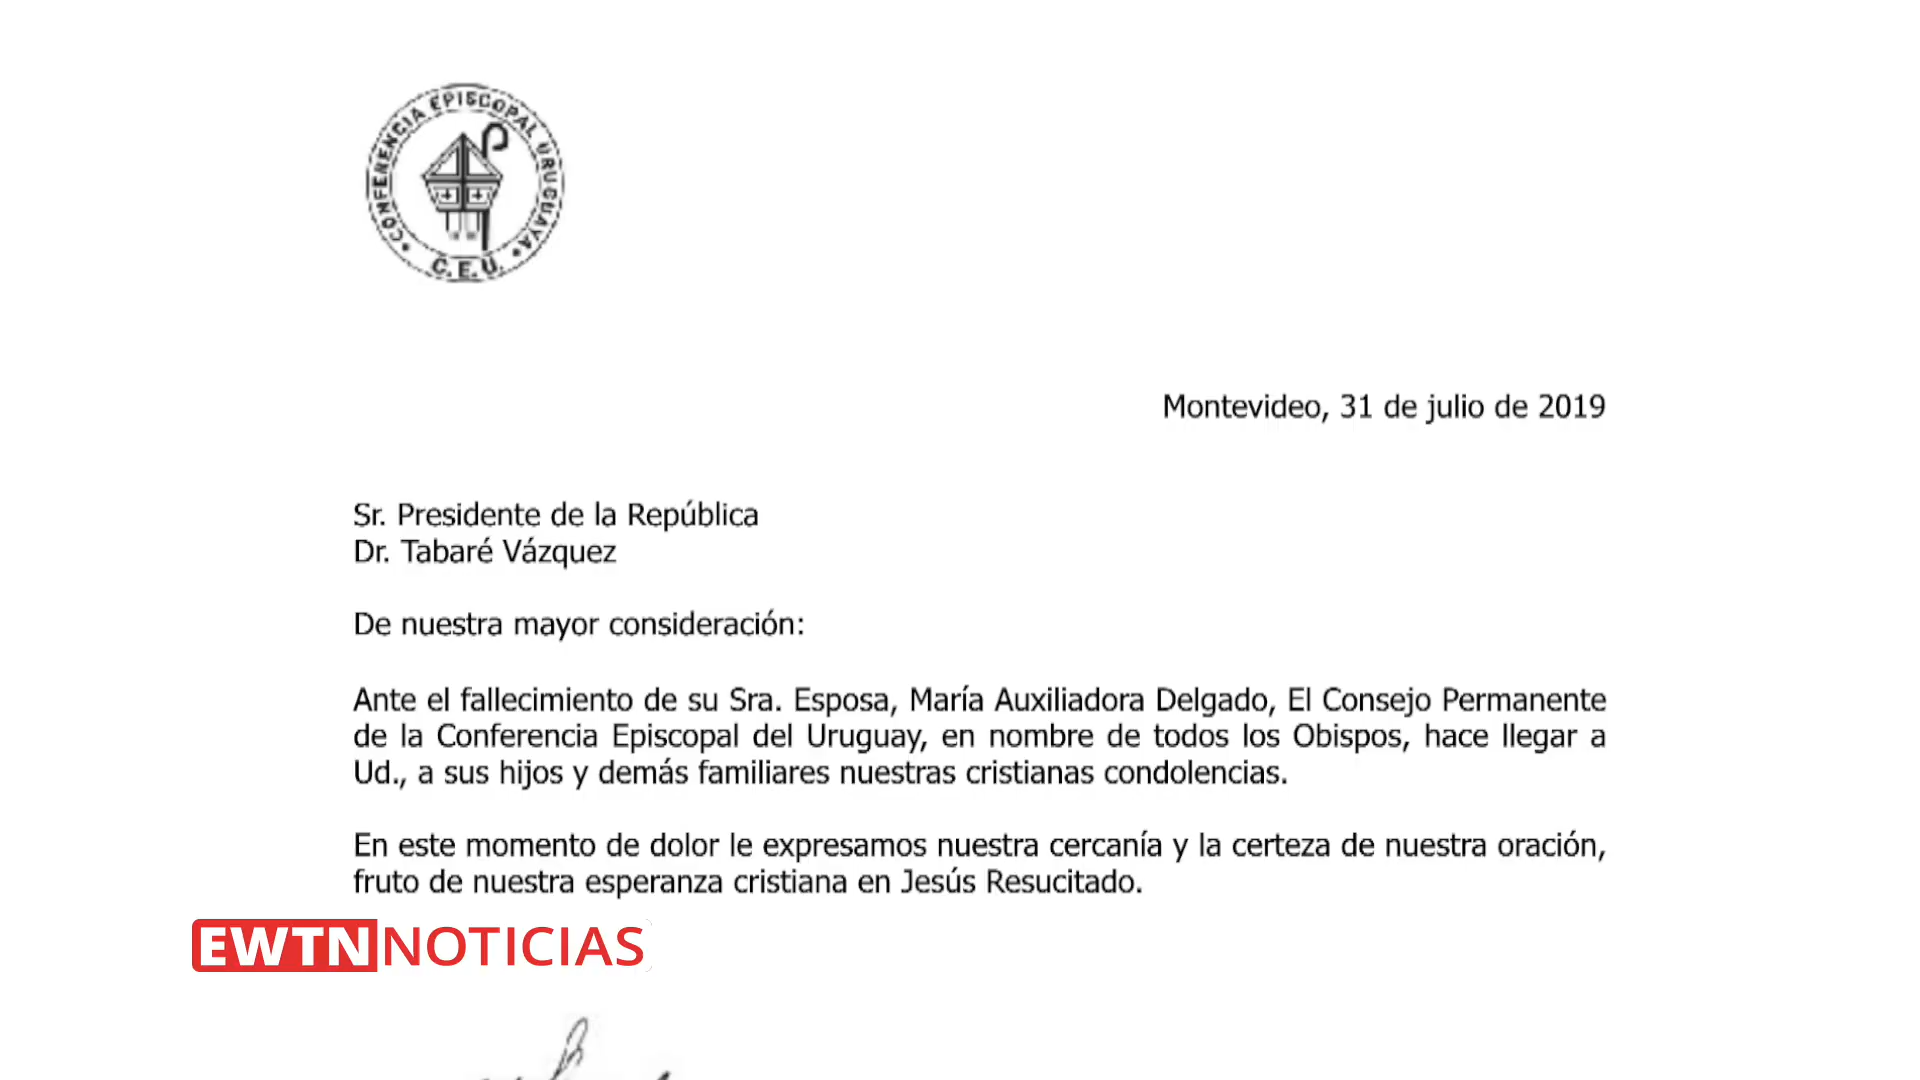 CONFERENCIA EPISCOPAL URUGUAYA
C.E.U.
Montevideo, 31 de julio de 2019
Sr. Presidente de la República
Dr. Tabaré Vázquez
De nuestra mayor consideración:
Ante el fallecimiento de su Sra. Esposa, María Auxiliadora Delgado, El Consejo Permanente
de la Conferencia Episcopal del Uruguay, en nombre de todos los Obispos, hace llegar a
Ud., a sus hijos y demás familiares nuestras cristianas condolencias.
En este momento de dolor le expresamos nuestra cercanía y la certeza de nuestra oración,
fruto de nuestra esperanza cristiana en Jesús Resucitado.
EWTN NOTICIAS